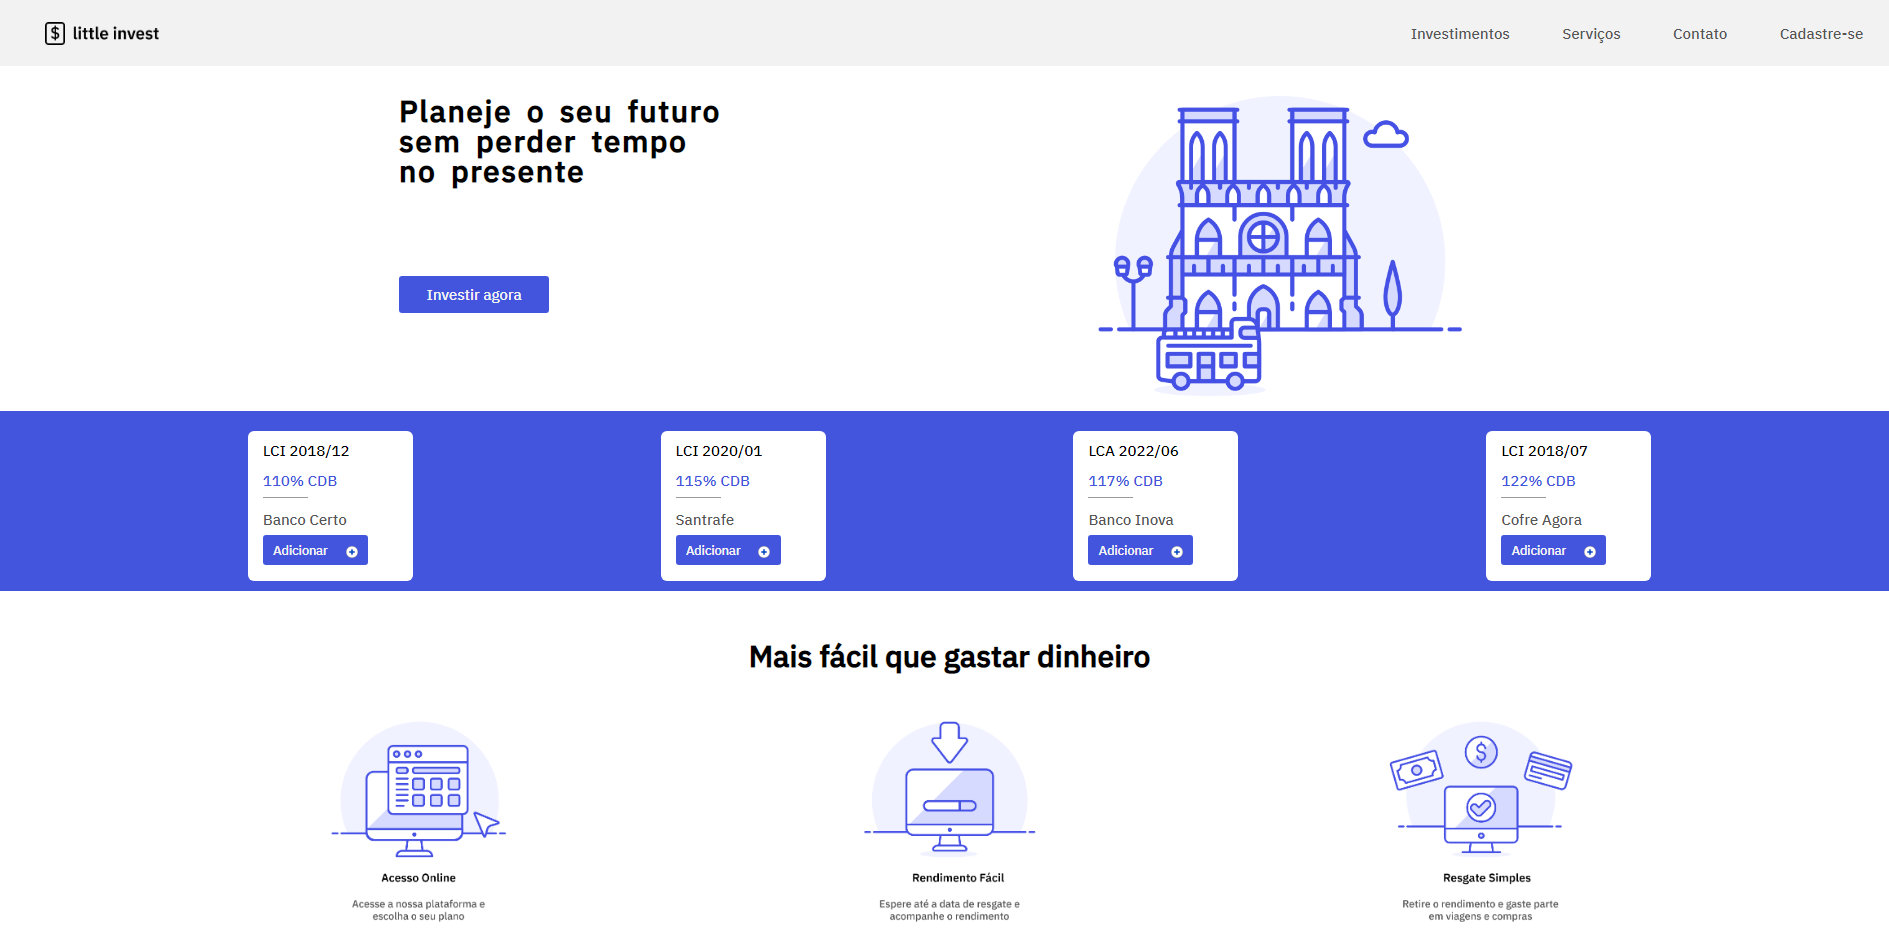 little invest
Investimentos
Serviços
Contato
Cadastre-se
Planeje o seu futuro
sem perder tempo
no presente
Investir agora
LCI 2018/12
110% CDB
Banco Certo
Adicionar
LCI 2020/01
115% CDB
Santrafe
Adicionar
LCA 2022/06
117% CDB
Banco Inova
Adicionar
LCI 2018/07
122% CDB
Cofre Agora
Adicionar
Mais fácil que gastar dinheiro
Acesso Online
Acesse a nossa plataforma e
escolha o seu plano
Rendimento Fácil
Espere até a data de resgate e
acompanhe o rendimento
Resgate Simples
Retire o rendimento e gaste parte
em viagens e compras